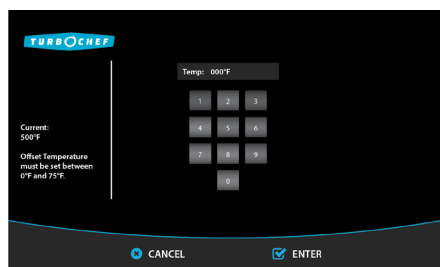 TURBOCHEF
Temp: 000°F
1 2 3
Current:
500°F
4 5 6
Offset Temperature
must be set between
0°F and 75°F.
7 8 9
0
CANCEL ENTER